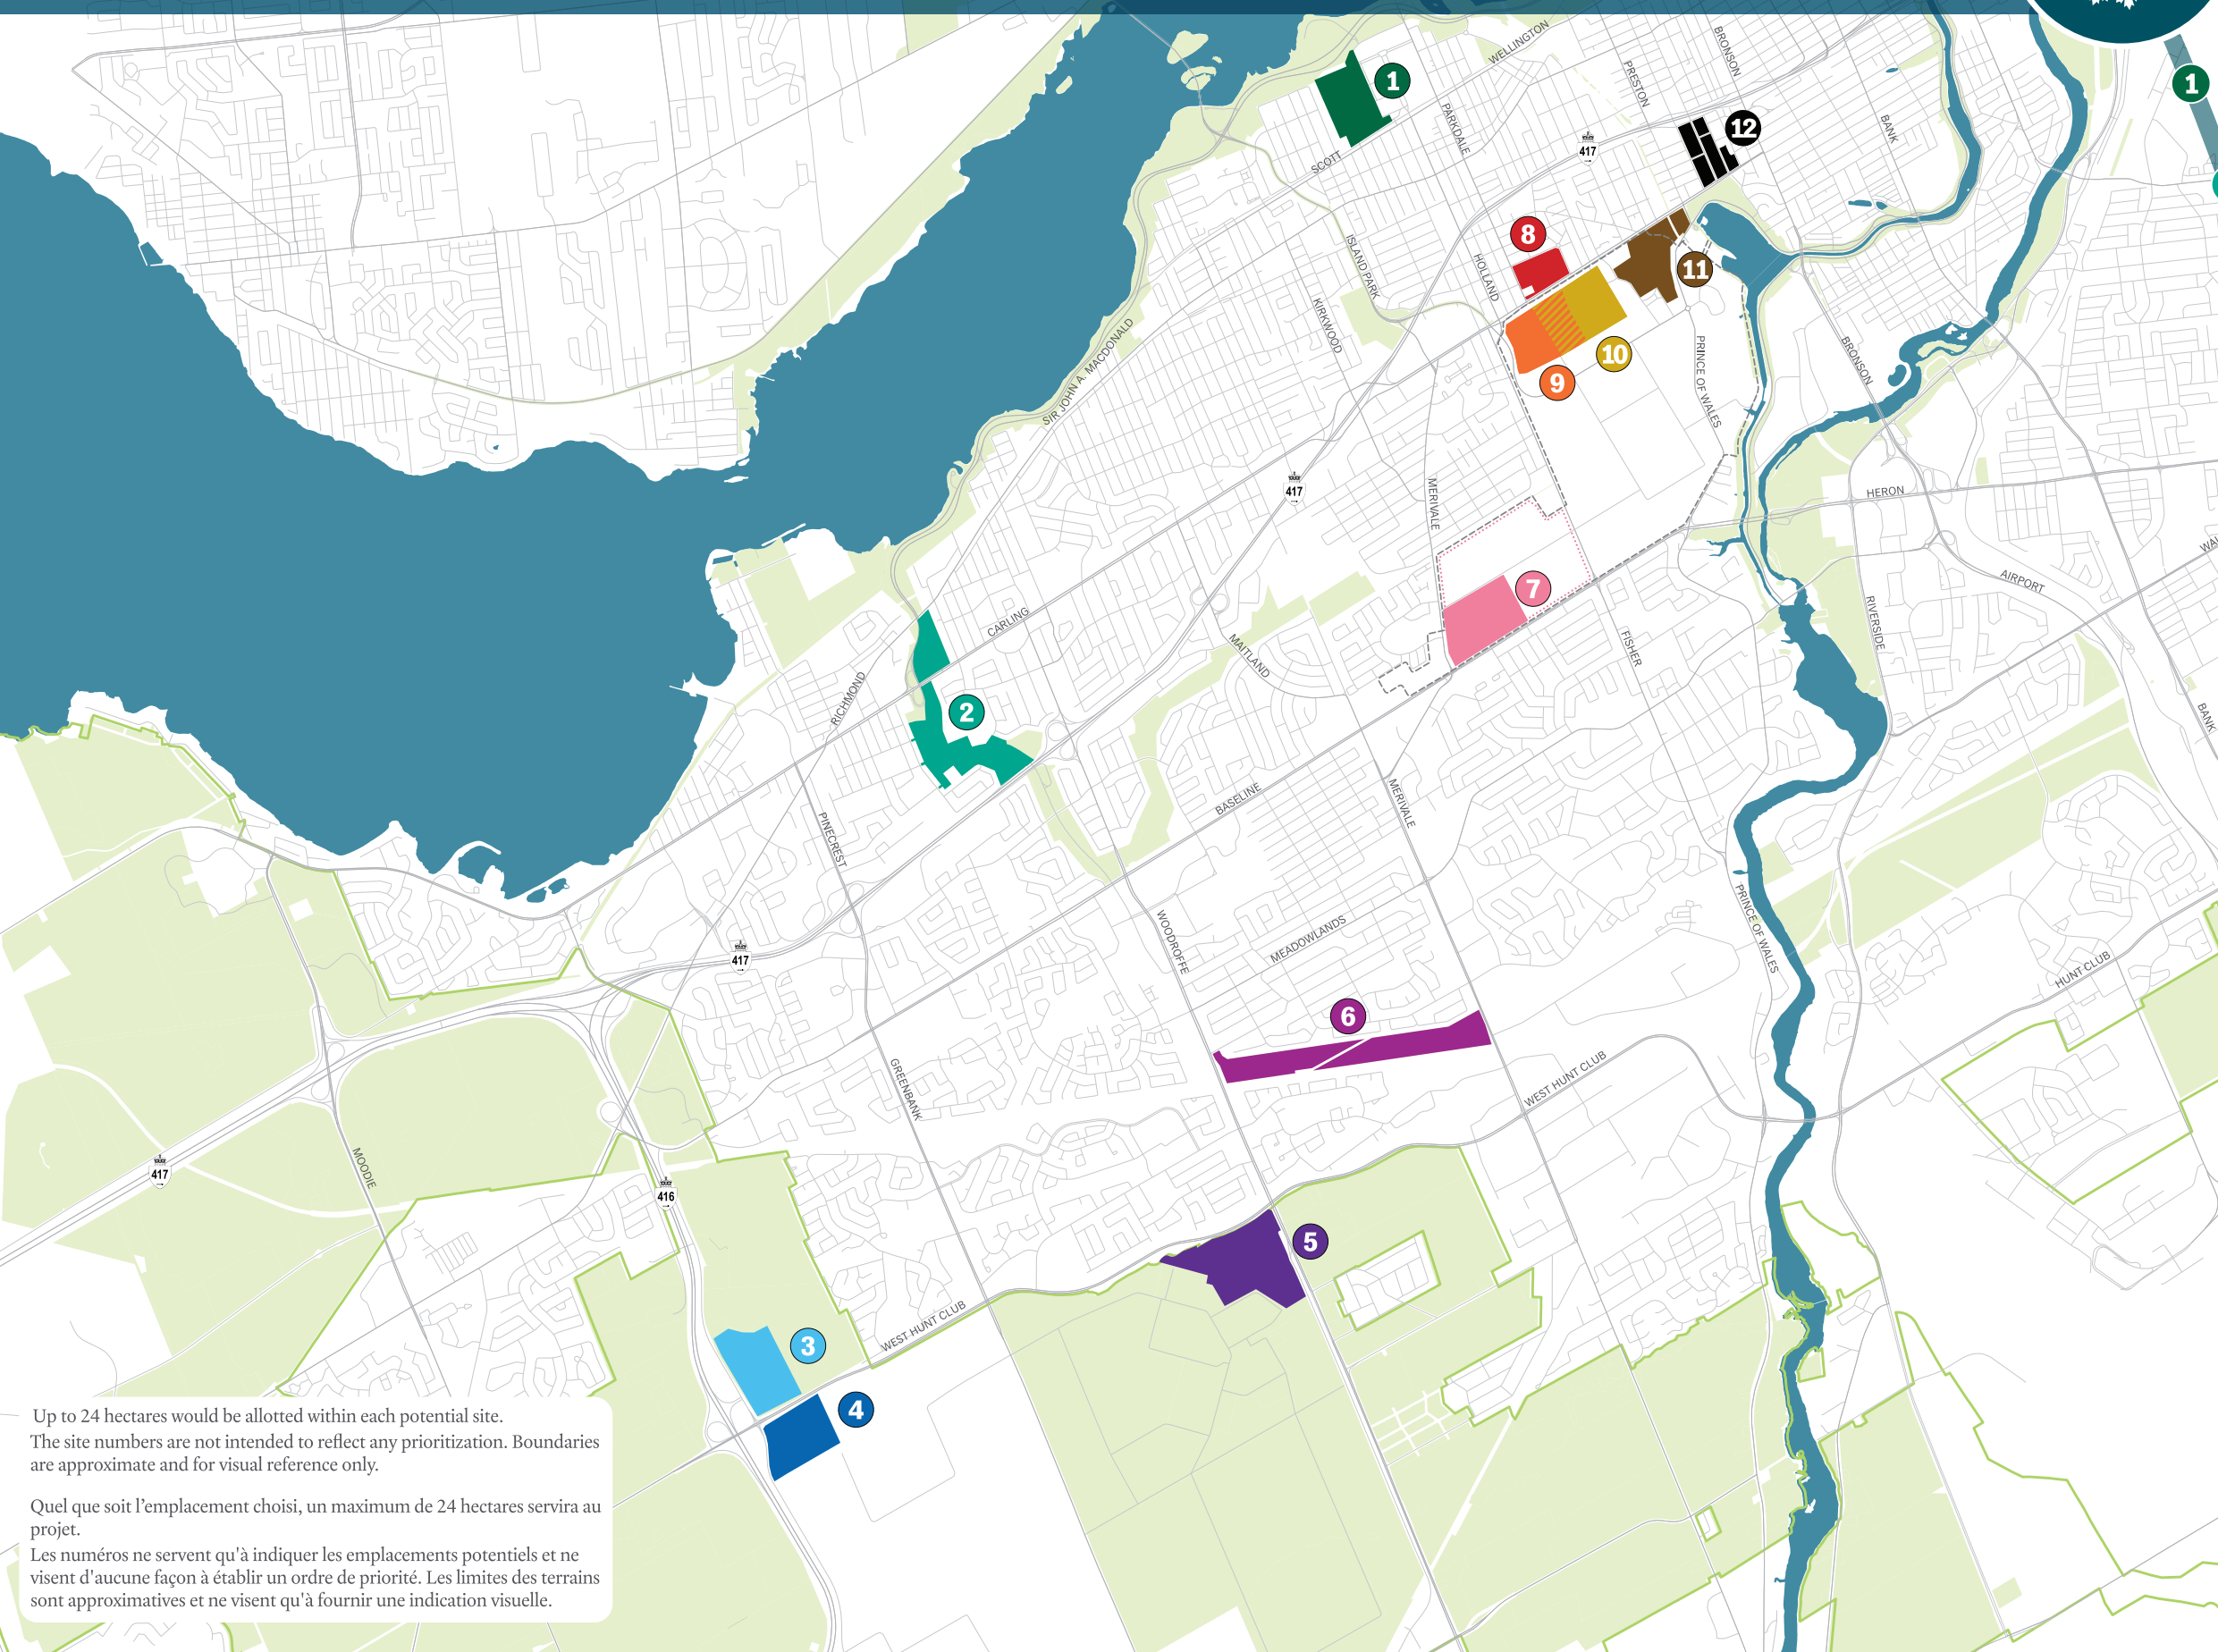 WELLINGTON
BRONSON
PRESTON
1
1
PARKDALE
BANK
12
417
SCOTT
8
ISLAND PARK
HOLLAND
11
KIRKWOOD
SIR JOHN A. MACDONALD
10
PRINCE OF WALES
BRONSON
9
417
MERIVALE
HERON
AIRPORT
7
RIVERSIDE
CARLING
MAITLAND
FISHER
RICHMOND
2
BANK
BASELINE
MERIVALE
PINECREST
WOODROFFE
MEADOWLANDS
PRINCE OF WALES
417
HUNT CLUB
6
GREENBANK
WEST HUNT CLUB
MOODIE
417
416
5
WEST HUNT CLUB
3
4
Up to 24 hectares would be allotted within each potential site.
The site numbers are not intended to reflect any prioritization. Boundaries
are approximate and for visual reference only.
Quel que soit l’emplacement choisi, un maximum de 24 hectares servira au
projet.
Les numéros ne servent qu'à indiquer les emplacements potentiels et ne
visent d'aucune façon à établir un ordre de priorité. Les limites des terrains
sont approximatives et ne visent qu'à fournir une indication visuelle.